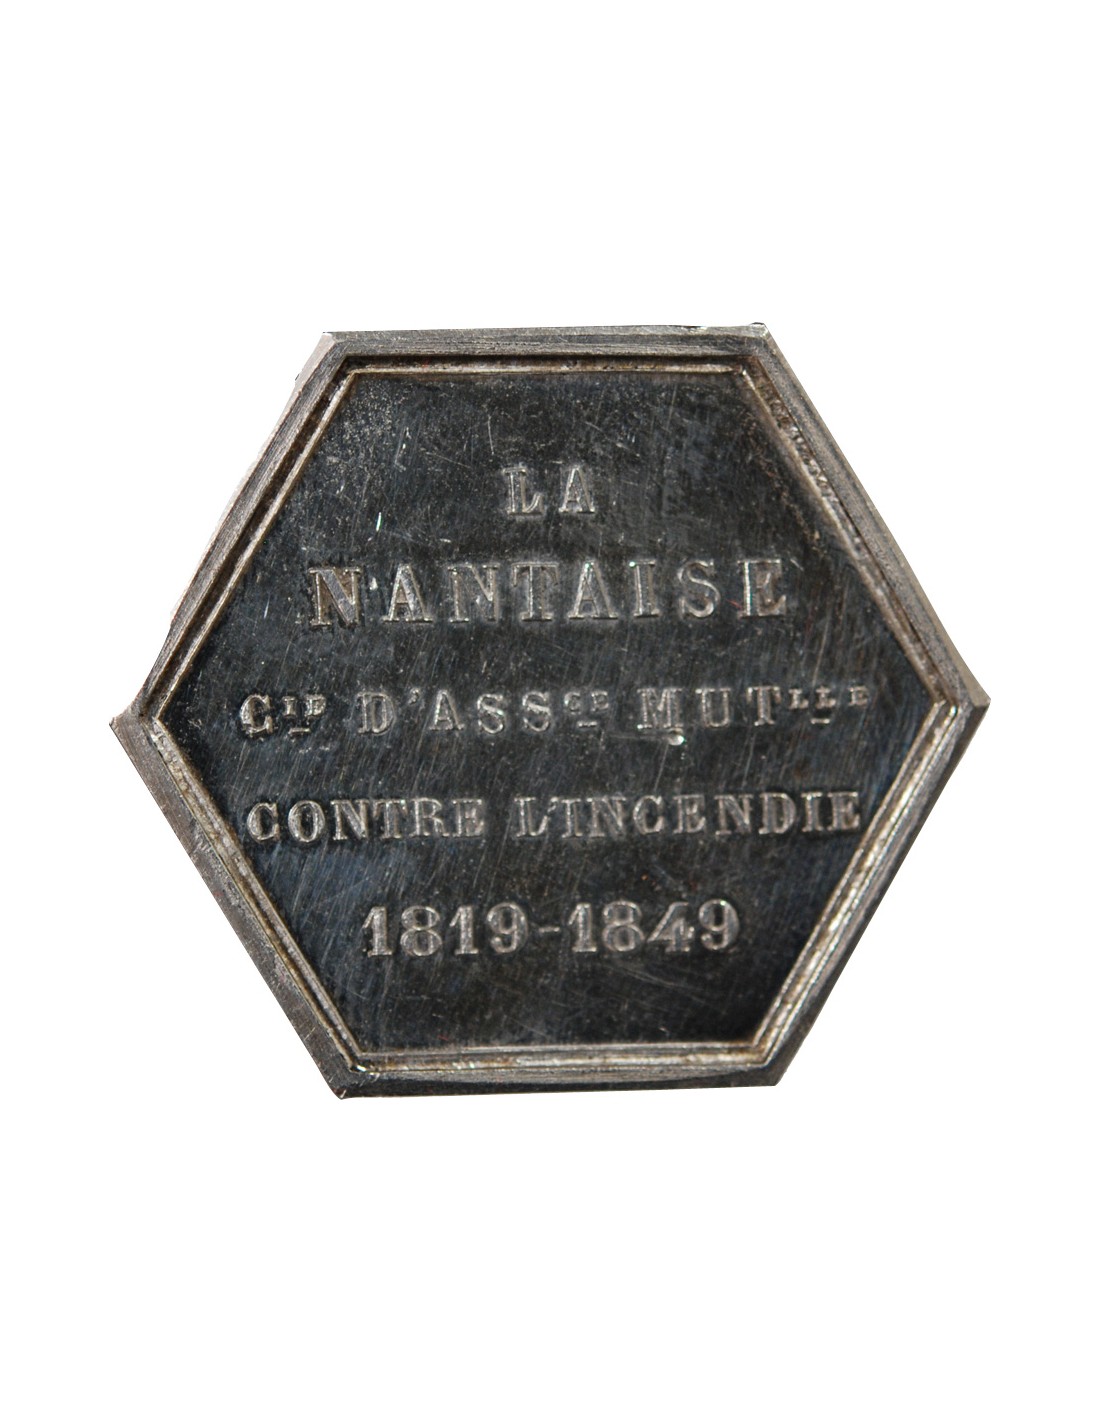 LA
NANTAISE
CIE D'ASSCE MUTLLE
CONTRE L'INCENDIE
1819-1849